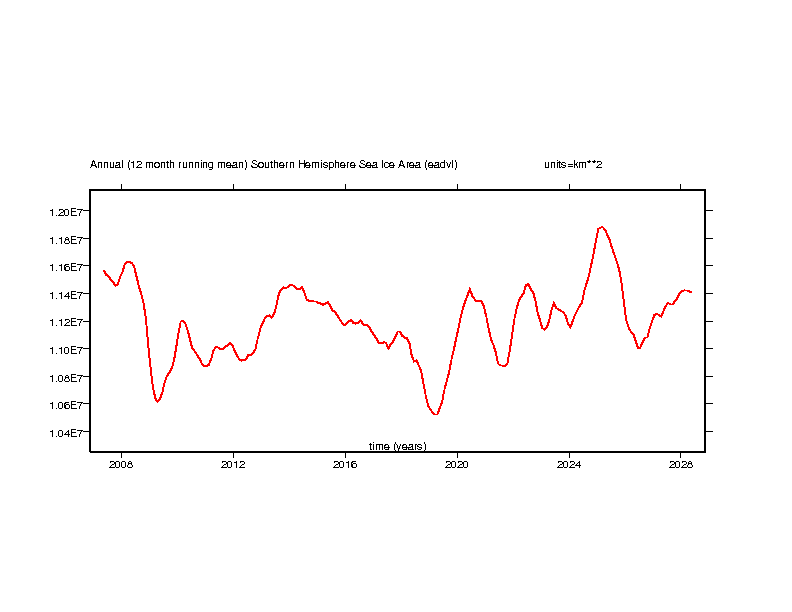 Annual (12 month running mean) Southern Hemisphere Sea Ice Area (eadvl) units=km**2
1.20E7
1.18E7
1.16E7
1.14E7
1.12E7
1.10E7
1.08E7
1.06E7
1.04E7
time (years)
2008 2012 2016 2020 2024 2028